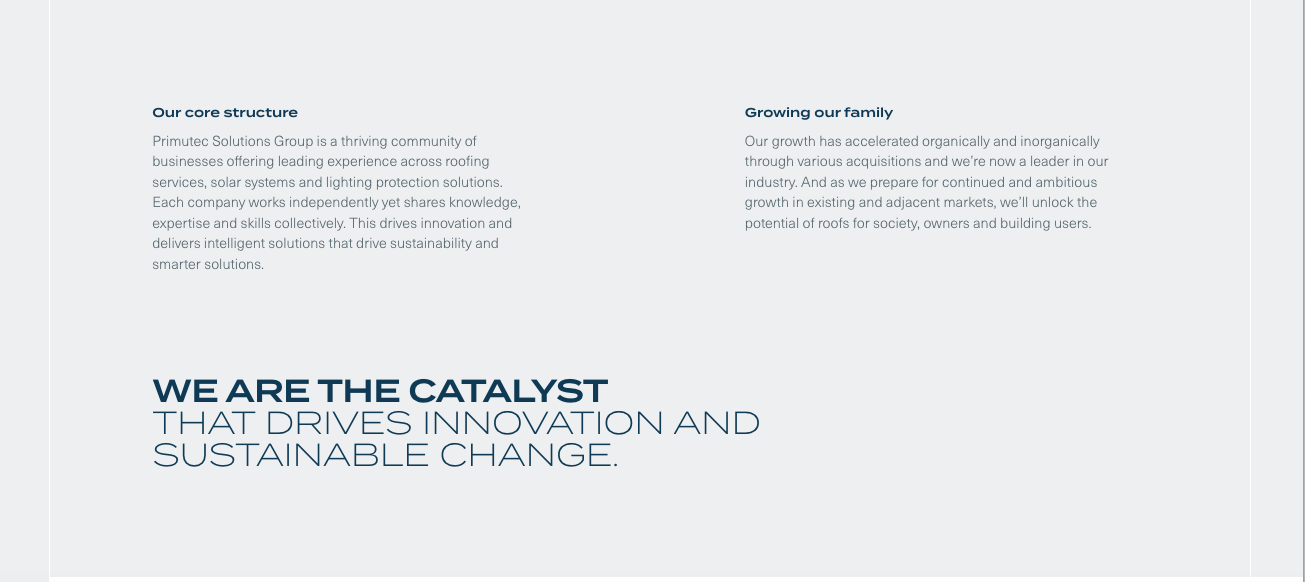 Our core structure
Primutec Solutions Group is a thriving community of
businesses offering leading experience across roofing
services, solar systems and lighting protection solutions.
Each company works independently yet shares knowledge,
expertise and skills collectively. This drives innovation and
delivers intelligent solutions that drive sustainability and
smarter solutions.
Growing our family
Our growth has accelerated organically and inorganically
through various acquisitions and we’re now a leader in our
industry. And as we prepare for continued and ambitious
growth in existing and adjacent markets, we’ll unlock the
potential of roofs for society, owners and building users.
WE ARE THE CATALYST
THAT DRIVES INNOVATION AND
SUSTAINABLE CHANGE.